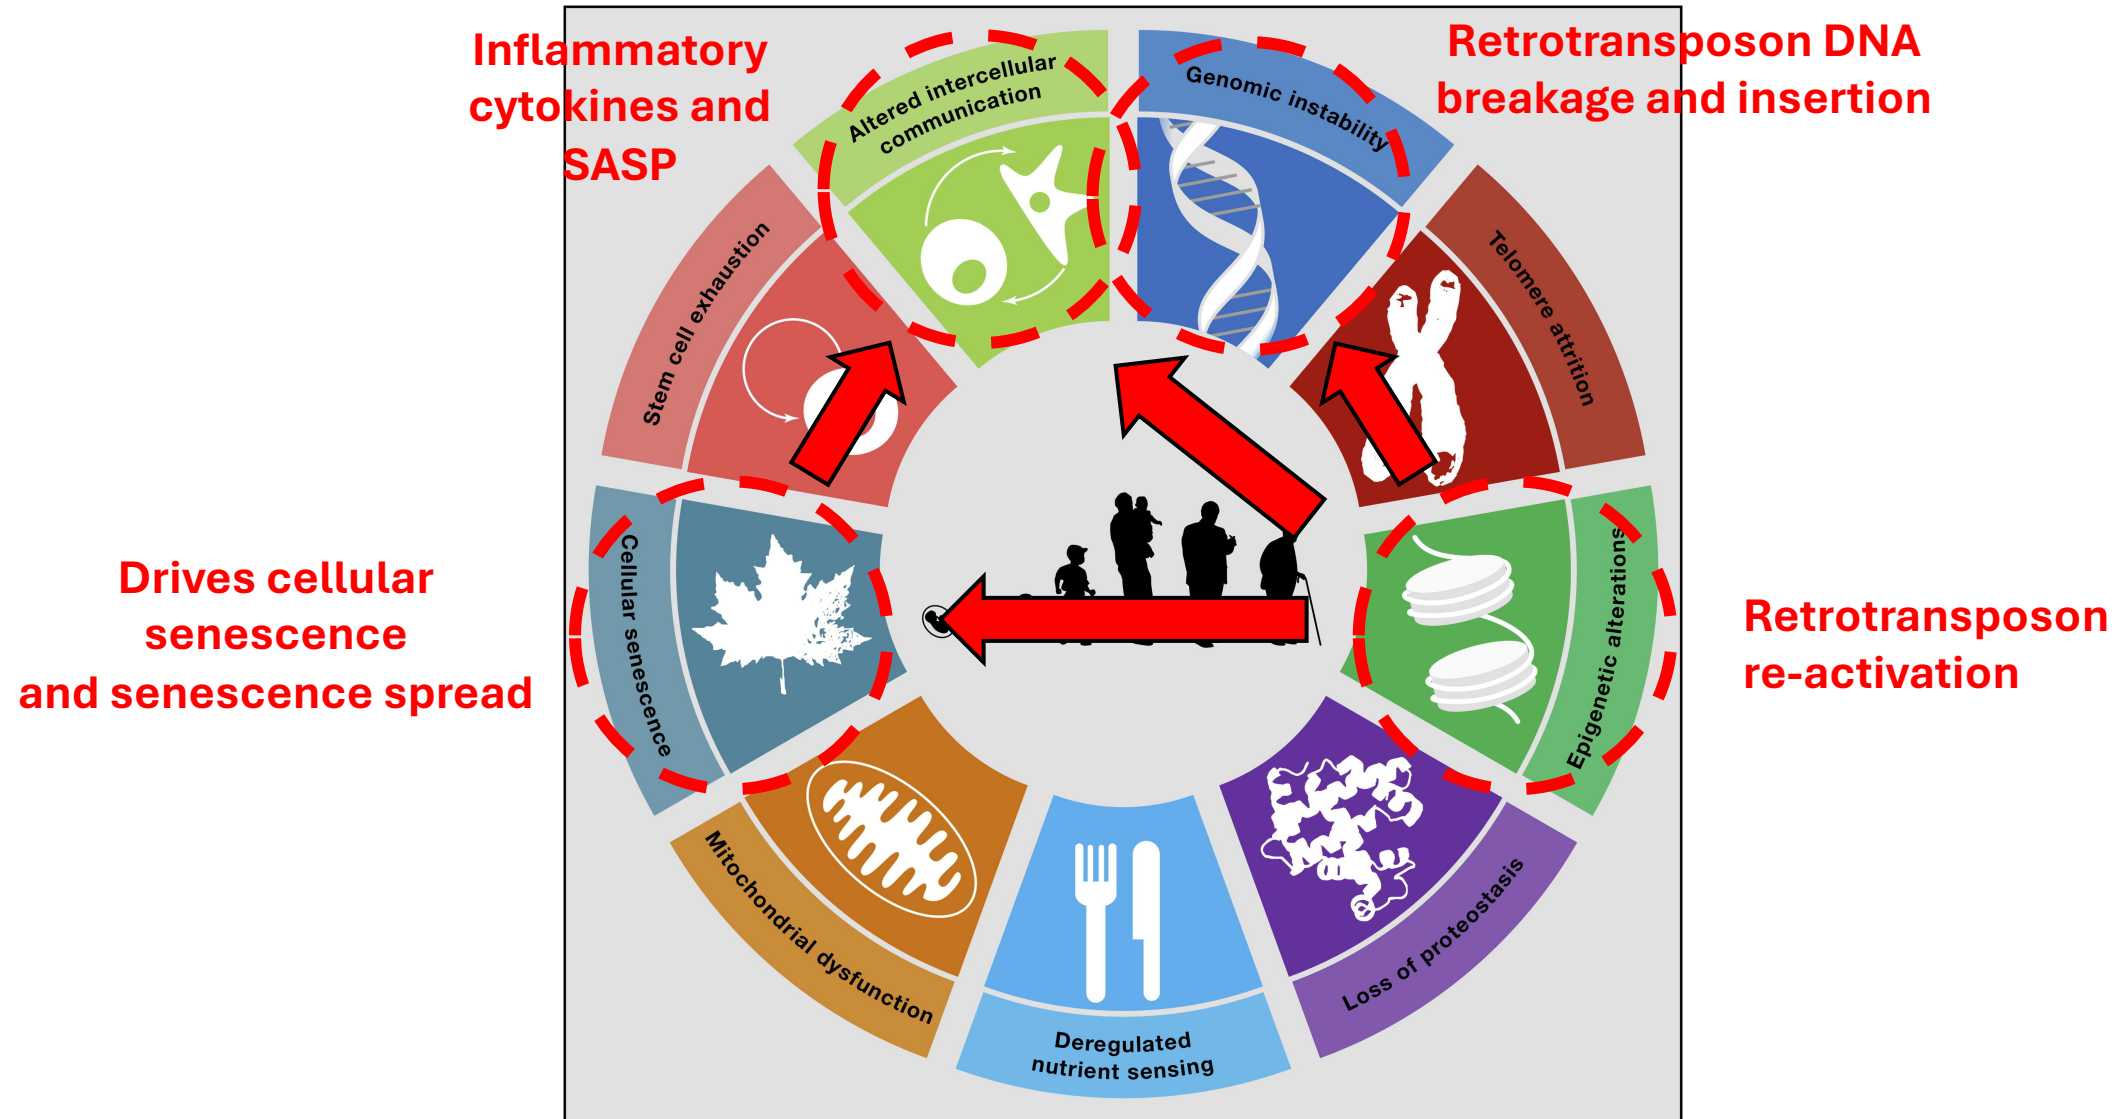 Inflammatory
cytokines and
SASP
Retrotransposon DNA
breakage and insertion
Altered intercellular
communication
Genomic instability
Stem cell exhaustion
Telomere attrition
Drives cellular
senescence
and senescence spread
Cellular senescence
Epigenetic alterations
Retrotransposon
re-activation
Mitochondrial dysfunction
Loss of proteostasis
Deregulated
nutrient sensing